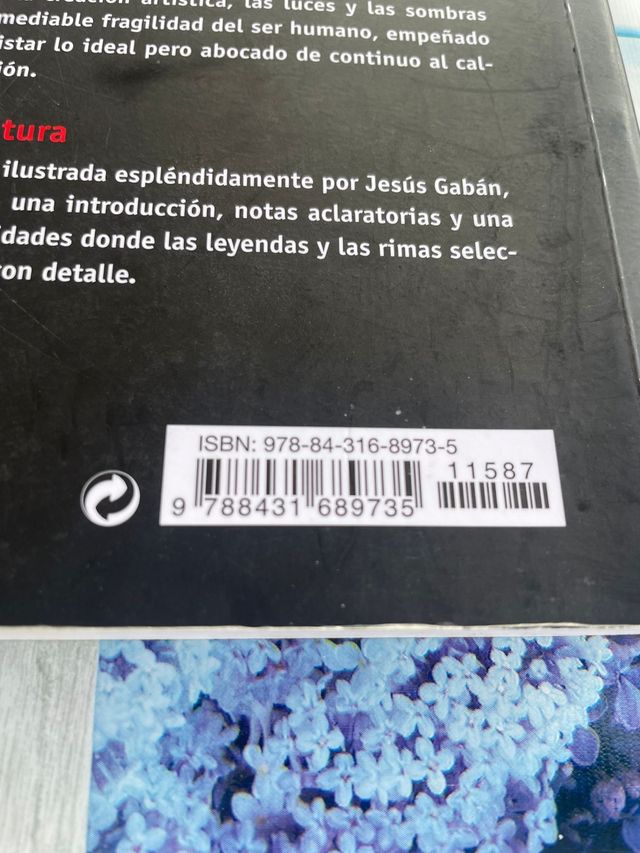 creación artística, las luces y las sombras
mediable fragilidad del ser humano, empeñado
istar lo ideal pero abocado de continuo al cal-
ión.
tura
ilustrada espléndidamente por Jesús Gabán,
una introducción, notas aclaratorias y una
idades donde las leyendas y las rimas selec-
on detalle.
ISBN: 978-84-316-8973-5
11587
9 788431 689735